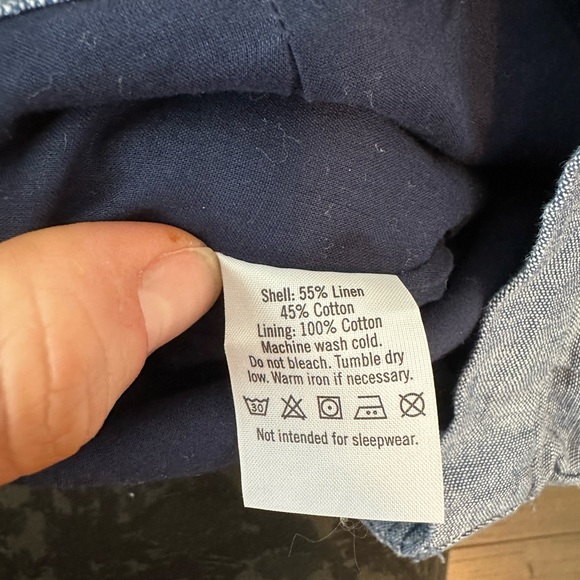 Shell: 55% Linen
45% Cotton
Lining: 100% Cotton
Machine wash cold.
Do not bleach. Tumble dry
low. Warm iron if necessary.
30
Not intended for sleepwear.